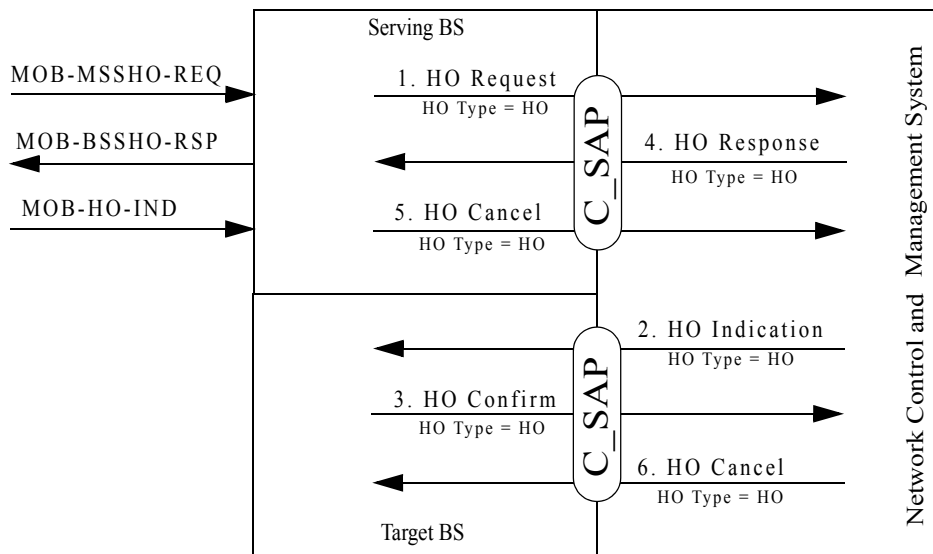 Serving BS
MOB-MSSHO-REQ
MOB-BSSHO-RSP
MOB-HO-IND
1. HO Request
HO Type = HO
4. HO Response
HO Type = HO
5. HO Cancel
HO Type = HO
C_SAP
2. HO Indication
HO Type = HO
3. HO Confirm
HO Type = HO
6. HO Cancel
HO Type = HO
C_SAP
Target BS
Network Control and Management System